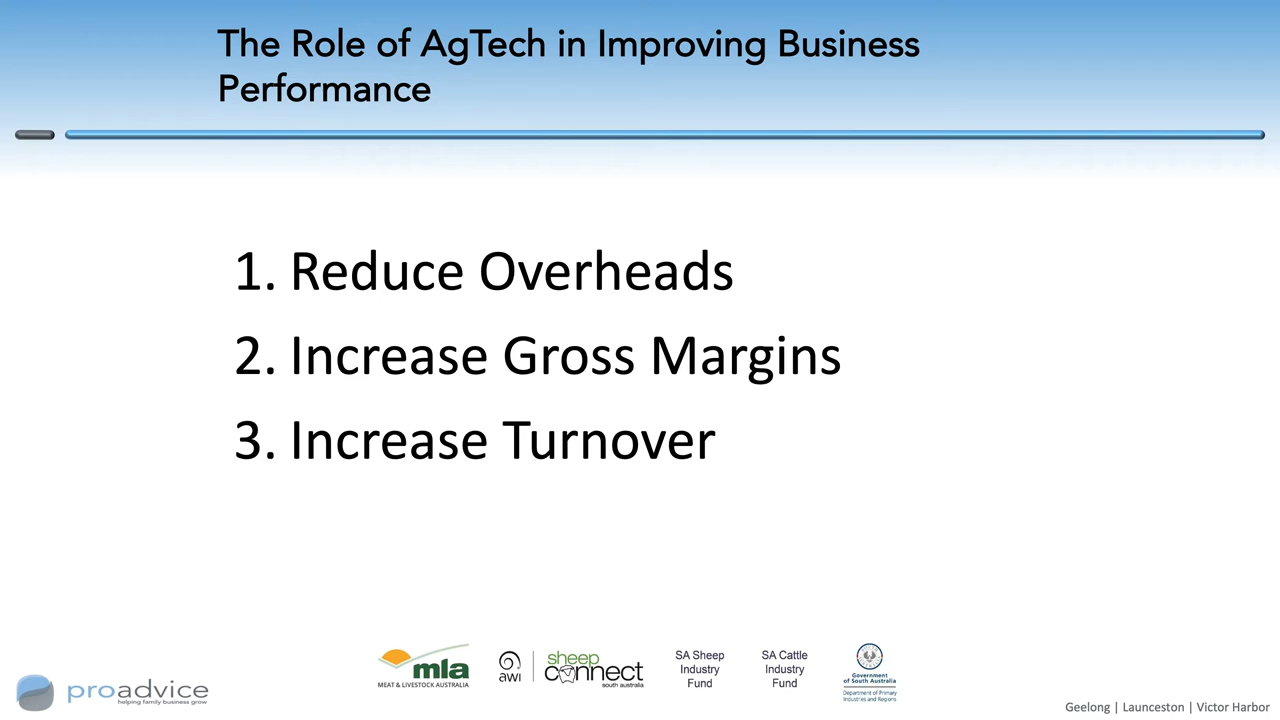 The Role of AgTech in Improving Business
Performance
1. Reduce Overheads
2. Increase Gross Margins
3. Increase Turnover
proadvice
helping family business grow
mla
MEAT & LIVESTOCK AUSTRALIA
awi
sheep
connect
south australia
SA Sheep
Industry
Fund
SA Cattle
Industry
Fund
Government
of South Australia
Department of Primary
Industries and Regions
Geelong | Launceston | Victor Harbor